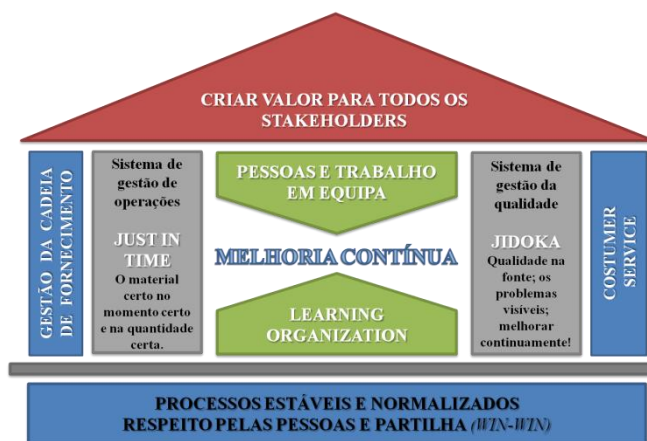 CRIAR VALOR PARA TODOS OS
STAKEHOLDERS
GESTÃO DA CADEIA
DE FORNECIMENTO
Sistema de
gestão de
operações
JUST IN
TIME
O material
certo no
momento certo
e na quantidade
certa.
PESSOAS E TRABALHO
EM EQUIPA
MELHORIA CONTÍNUA
LEARNING
ORGANIZATION
Sistema de
gestão da
qualidade
JIDOKA
Qualidade na
fonte; os
problemas
visíveis;
melhorar
continuamente!
COSTUMER
SERVICE
PROCESSOS ESTÁVEIS E NORMALIZADOS
RESPEITO PELAS PESSOAS E PARTILHA (WIN-WIN)